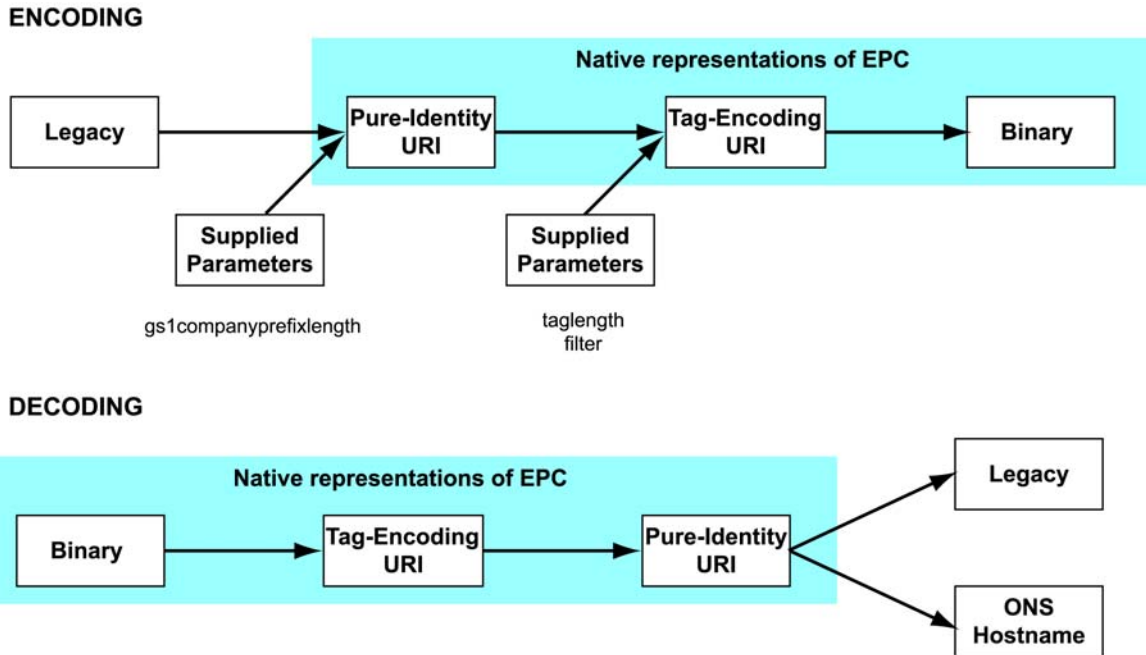 ENCODING
Native representations of EPC
Legacy
Pure-Identity
URI
Tag-Encoding
URI
Binary
Supplied
Parameters
Supplied
Parameters
gs1companyprefixlength
taglength
filter
DECODING
Native representations of EPC
Binary
Tag-Encoding
URI
Pure-Identity
URI
Legacy
ONS
Hostname